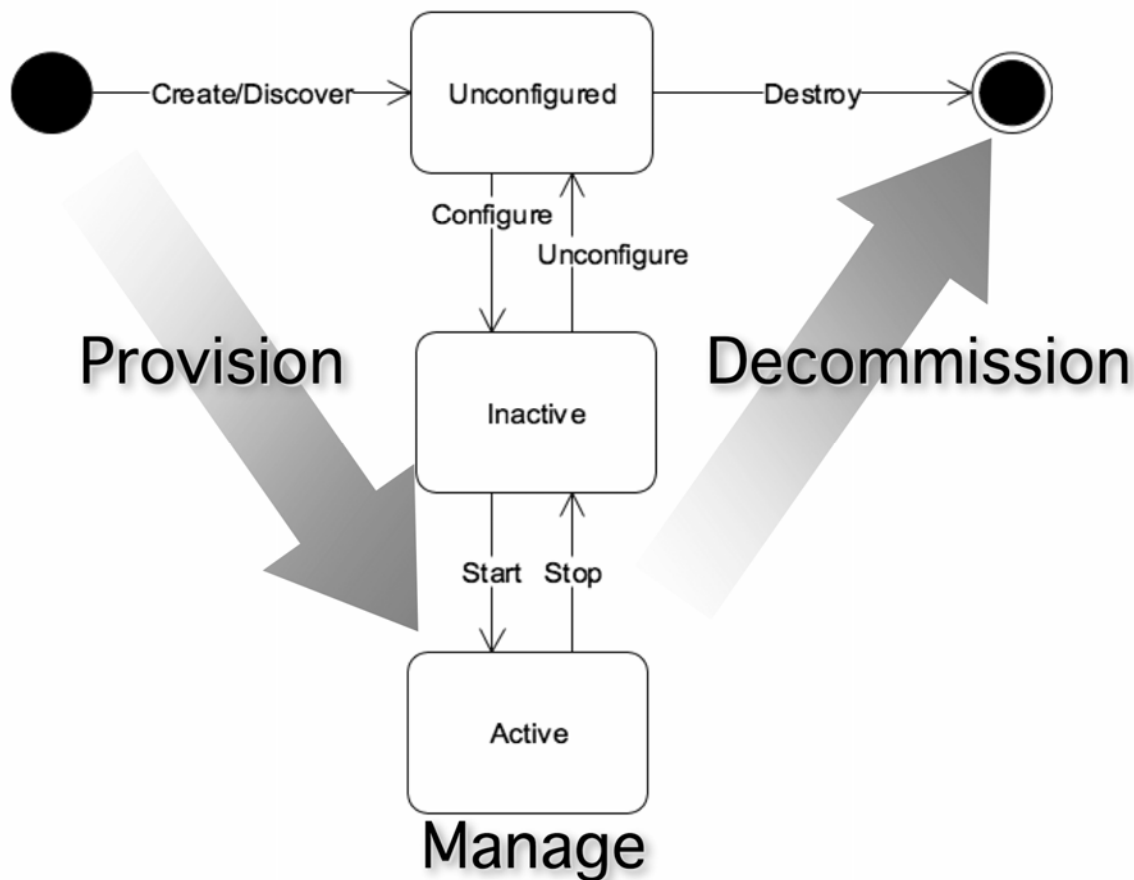 Create/Discover
Unconfigured
Destroy
Configure
Unconfigure
Provision
Decommission
Inactive
Start
Stop
Active
Manage